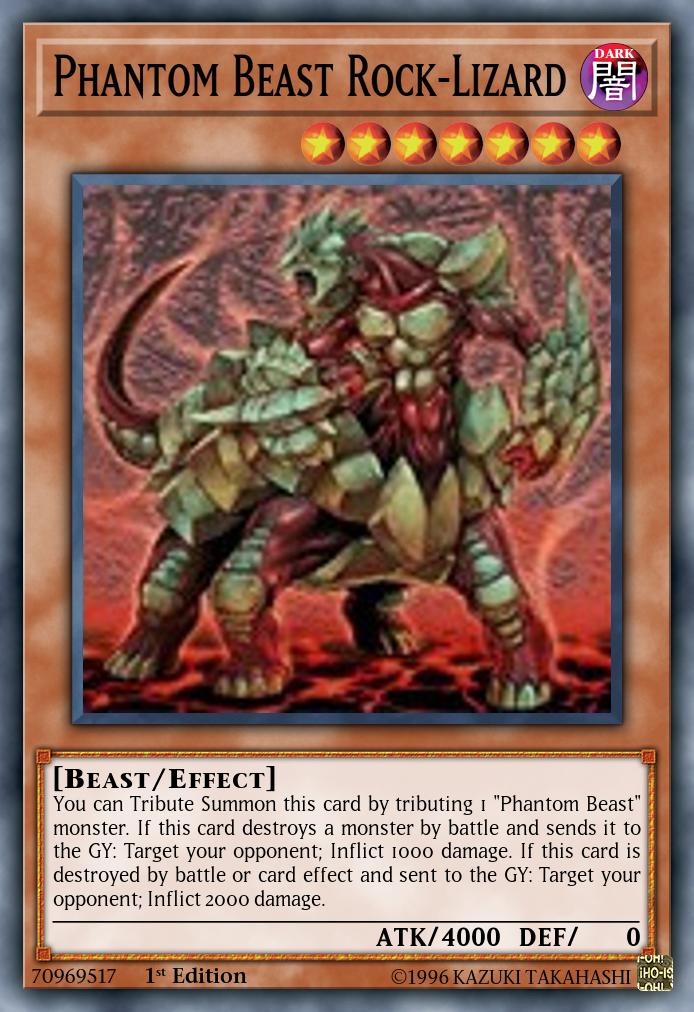 Phantom Beast Rock-Lizard
DARK
闇
[Beast/Effect]
You can Tribute Summon this card by tributing 1 "Phantom Beast"
monster. If this card destroys a monster by battle and sends it to
the GY: Target your opponent; Inflict 1000 damage. If this card is
destroyed by battle or card effect and sent to the GY: Target your
opponent; Inflict 2000 damage.
ATK/4000 DEF/ 0
70969517 1st Edition ©1996 KAZUKI TAKAHASHI